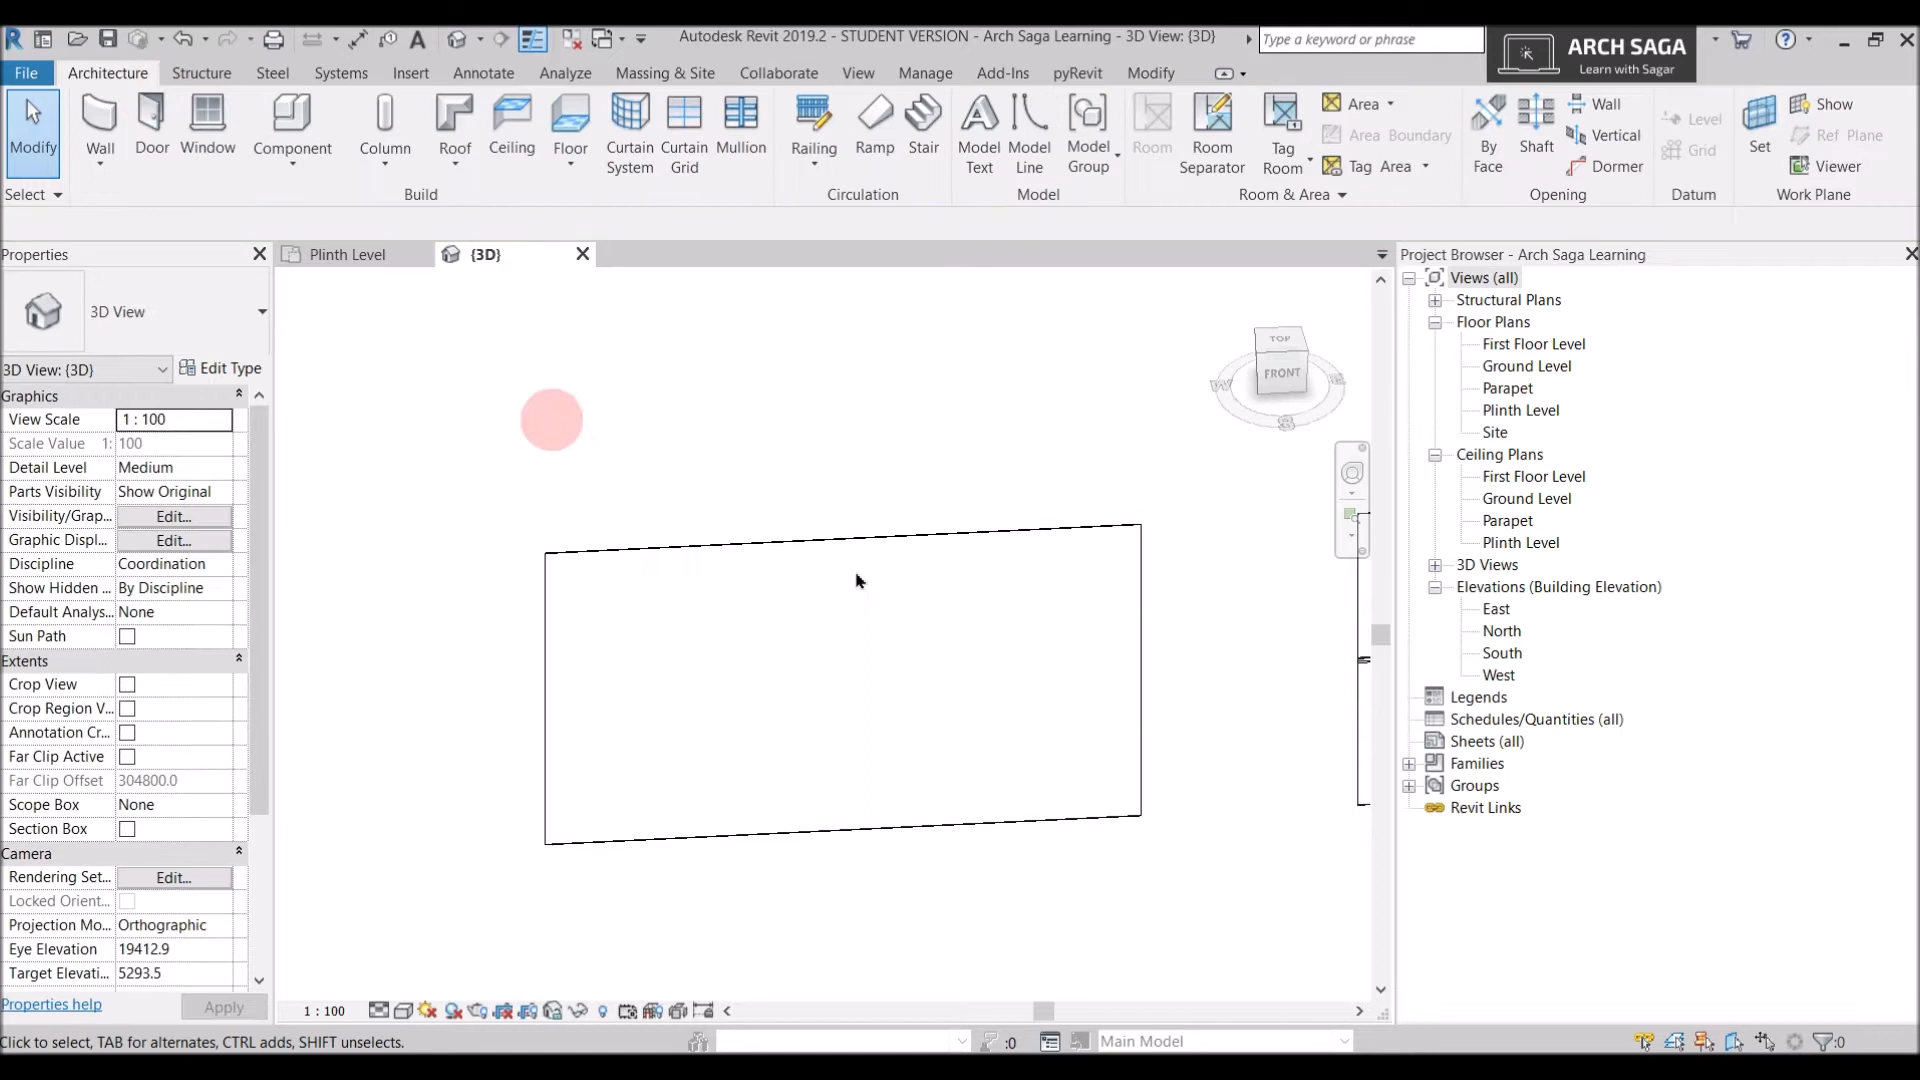 Autodesk Revit 2019.2 - STUDENT VERSION - Arch Saga Learning - 3D View: {3D}
Type a keyword or phrase
ARCH SAGA
Learn with Sagar
File Architecture Structure Steel Systems Insert Annotate Analyze Massing & Site Collaborate View Manage Add-Ins pyRevit Modify
Modify Wall Door Window Component Column Roof Ceiling Floor Curtain System Curtain Grid Mullion Railing Ramp Stair Model Text Model Line Model Group Room Room Separator Tag Room
Area
Area Boundary
Tag Area
By Face Shaft
Wall
Vertical
Dormer
Level
Grid
Set
Show
Ref Plane
Viewer
Select Build Circulation Model Room & Area Opening Datum Work Plane
Properties
3D View
3D View: {3D} Edit Type
Graphics
View Scale 1 : 100
Scale Value 1: 100
Detail Level Medium
Parts Visibility Show Original
Visibility/Grap... Edit...
Graphic Displ... Edit...
Discipline Coordination
Show Hidden ... By Discipline
Default Analys... None
Sun Path
Extents
Crop View
Crop Region V...
Annotation Cr...
Far Clip Active
Far Clip Offset 304800.0
Scope Box None
Section Box
Camera
Rendering Set... Edit...
Locked Orient...
Projection Mo... Orthographic
Eye Elevation 19412.9
Target Elevati... 5293.5
Properties help Apply
Plinth Level {3D}
TOP
FRONT
W E
S
1 : 100
Project Browser - Arch Saga Learning
Views (all)
Structural Plans
Floor Plans
First Floor Level
Ground Level
Parapet
Plinth Level
Site
Ceiling Plans
First Floor Level
Ground Level
Parapet
Plinth Level
3D Views
Elevations (Building Elevation)
East
North
South
West
Legends
Schedules/Quantities (all)
Sheets (all)
Families
Groups
Revit Links
Click to select, TAB for alternates, CTRL adds, SHIFT unselects.
:0
Main Model
:0